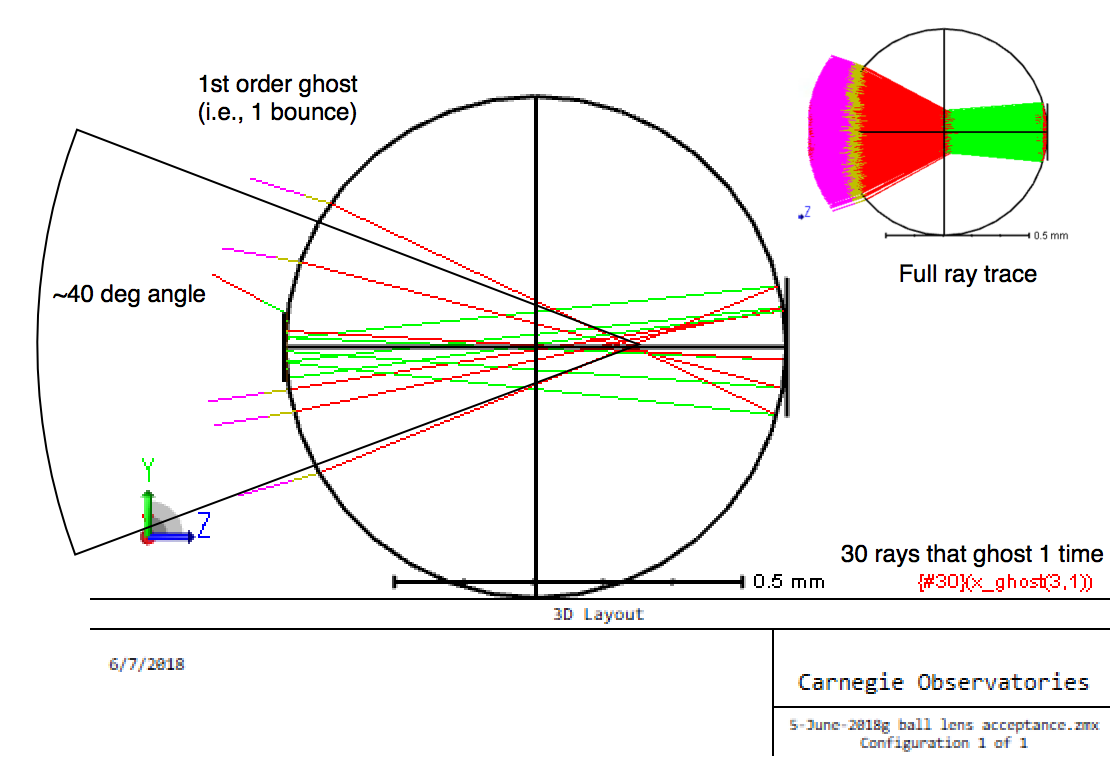 1st order ghost
(i.e., 1 bounce)
Z
0.5 mm
Full ray trace
~40 deg angle
Y
Z
30 rays that ghost 1 time
0.5 mm
{#30}(x_ghost(3,1))
3D Layout
6/7/2018
Carnegie Observatories
5-June-2018g ball lens acceptance.zmx
Configuration 1 of 1